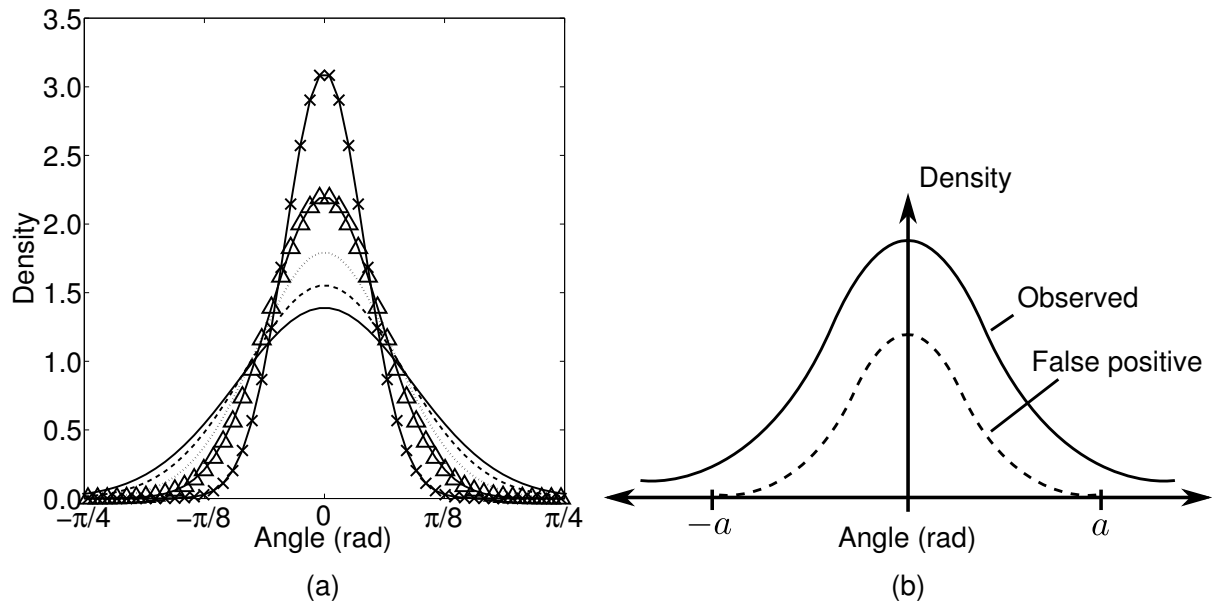 3.5
3.0
2.5
2.0
1.5
1.0
0.5
0.0
Density
−π/4
−π/8
0
π/8
π/4
Angle (rad)
(a)
Density
Observed
False positive
−a
a
Angle (rad)
(b)